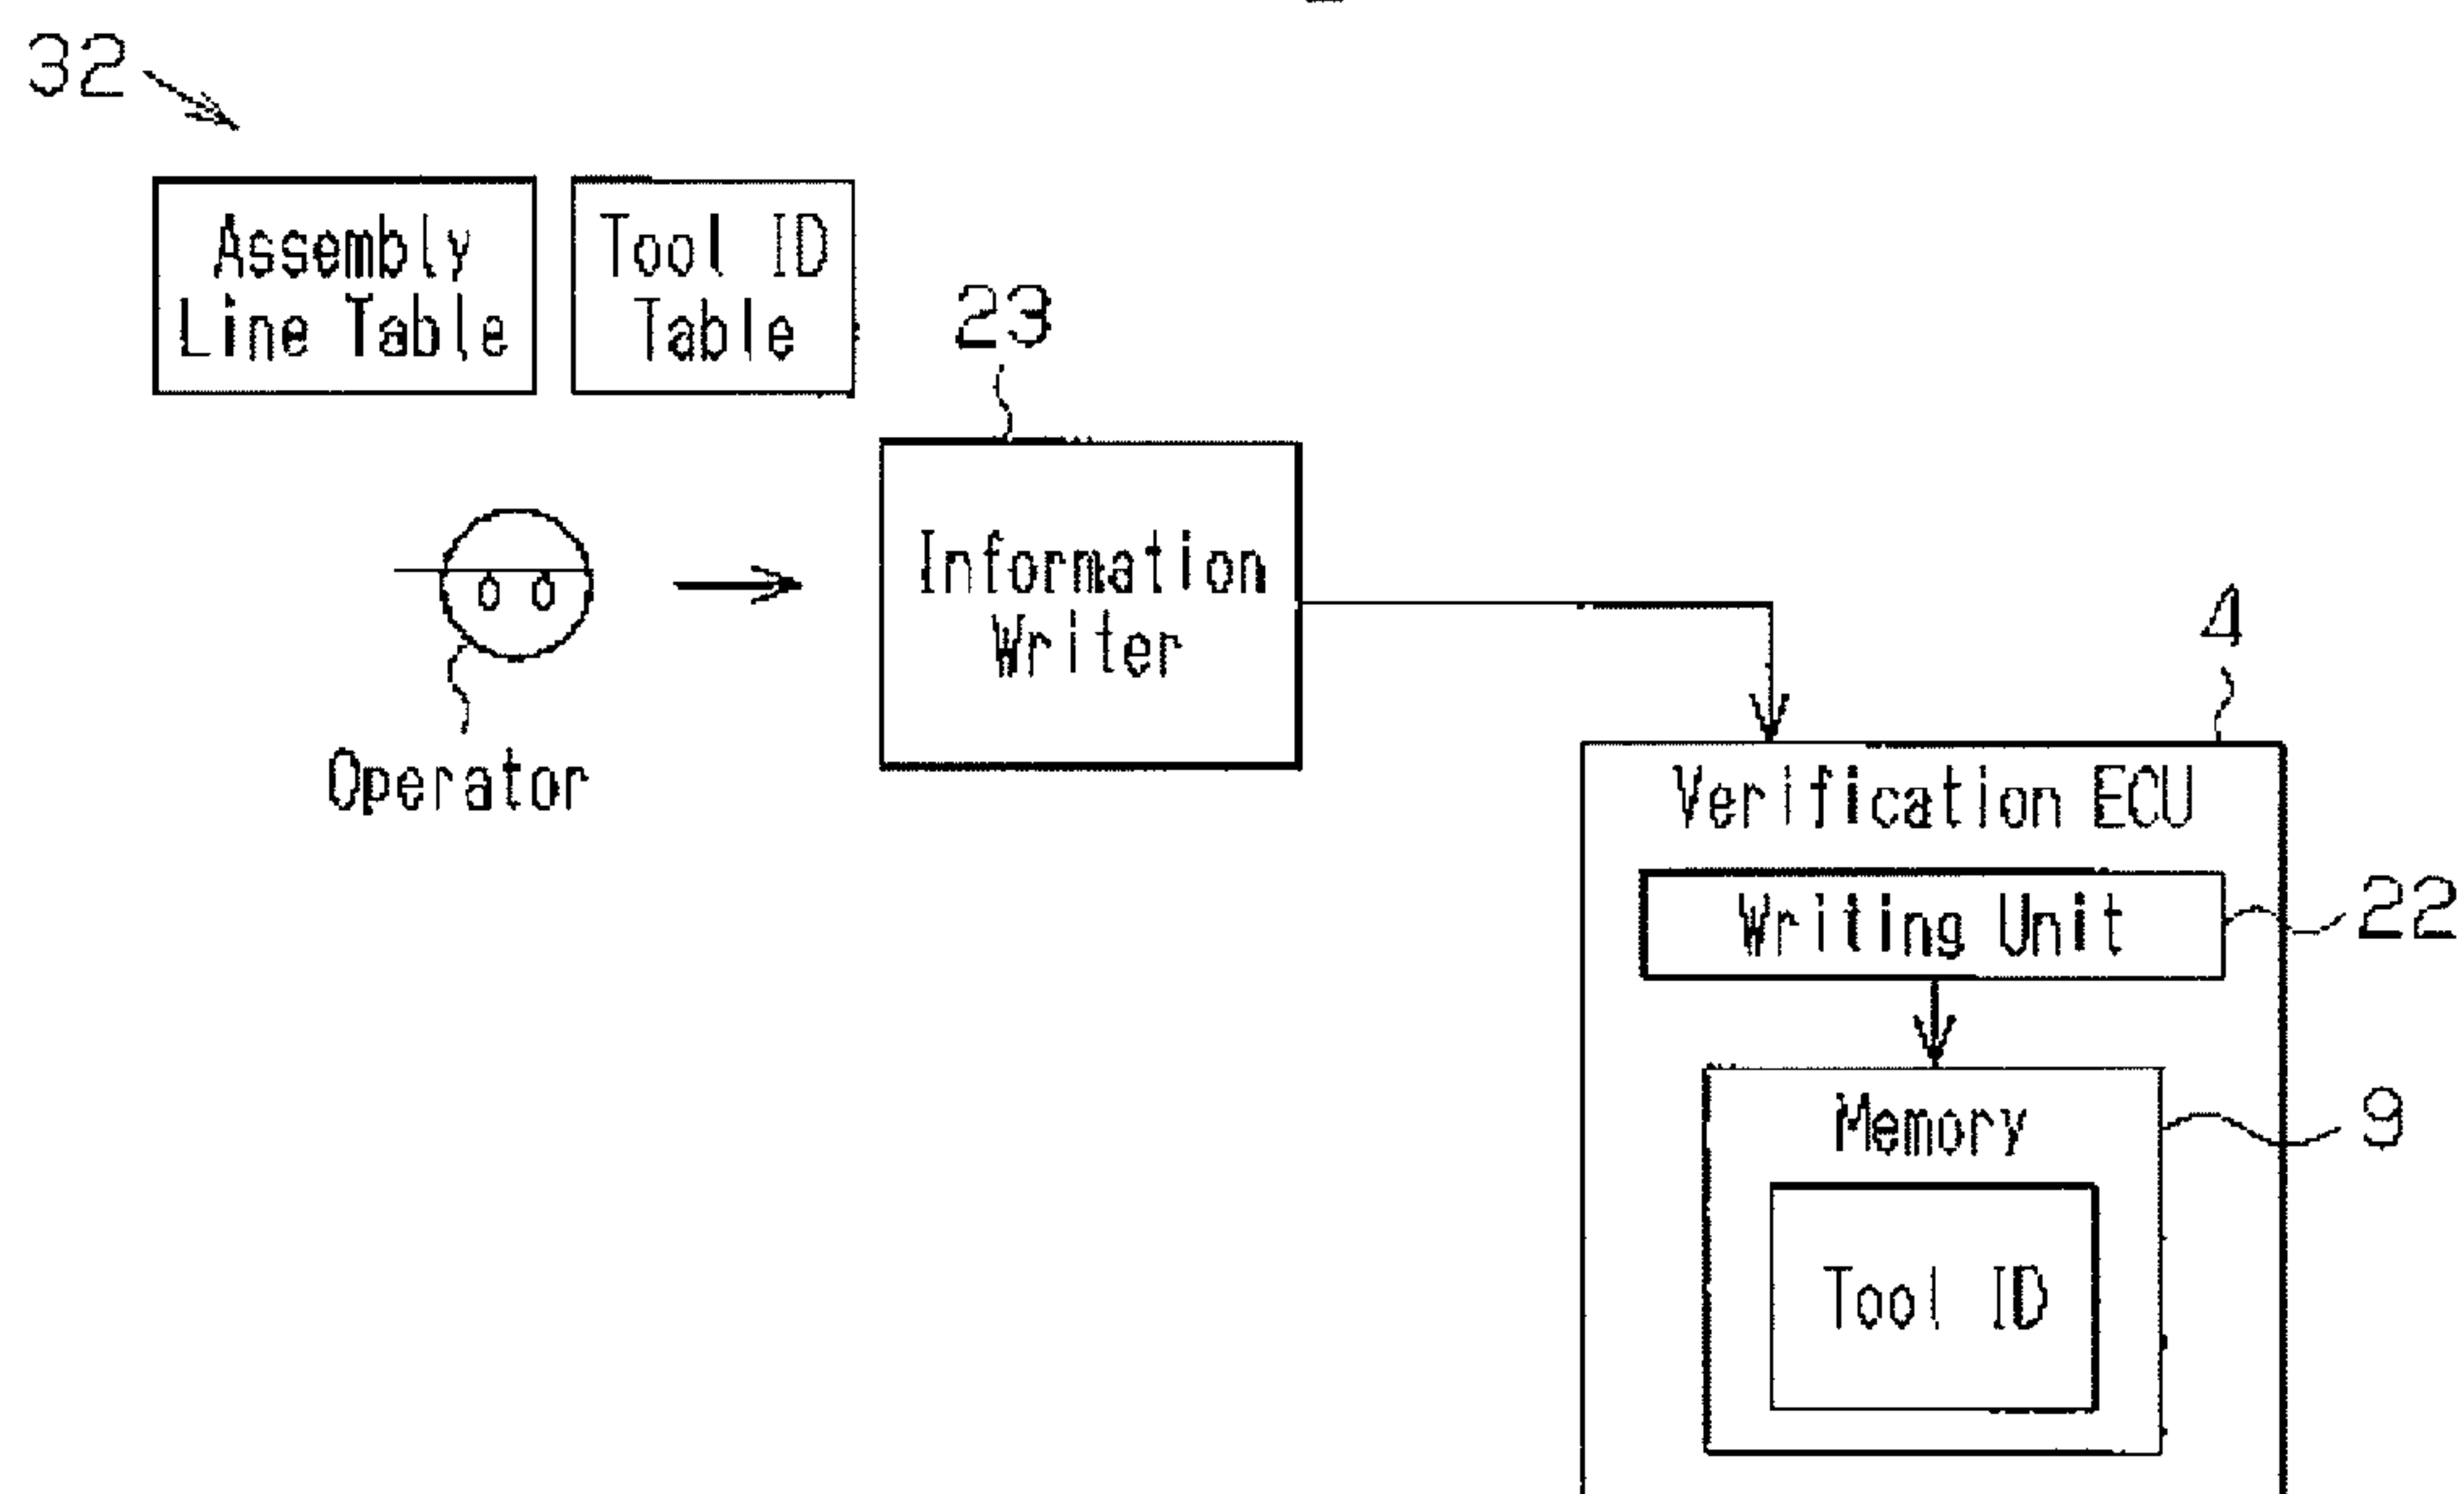 32
Assembly
Line Table
Tool ID
Table
23
Information
Writer
Operator
4
Verification ECU
Writing Unit
22
Memory
9
Tool ID